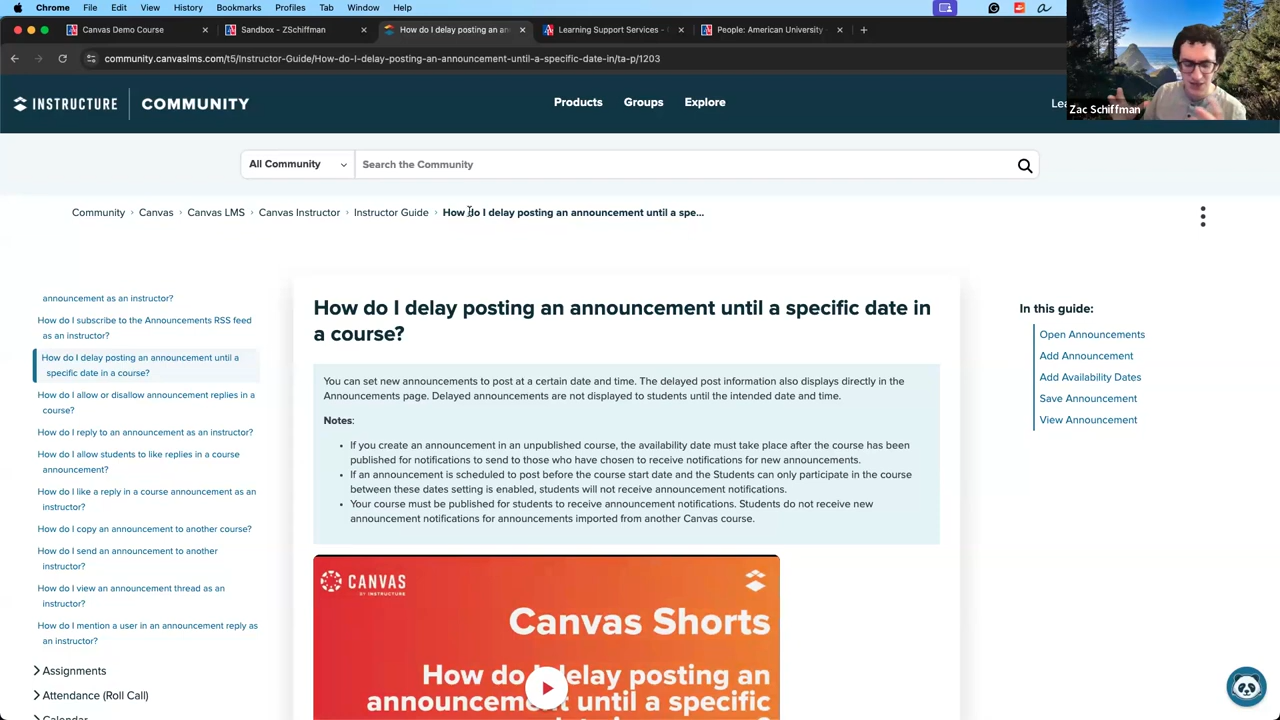 Chrome File Edit View History Bookmarks Profiles Tab Window Help
Canvas Demo Course
Sandbox - ZSchiffman
How do I delay posting an
Learning Support Services -
People: American University
community.canvaslms.com/t5/Instructor-Guide/How-do-I-delay-posting-an-announcement-until-a-specific-date-in/ta-p/1203
Zac Schiffman
INSTRUCTURE
COMMUNITY
Products
Groups
Explore
Lea
All Community
Search the Community
Community › Canvas › Canvas LMS › Canvas Instructor › Instructor Guide › How do I delay posting an announcement until a spe...
announcement as an instructor?
How do I subscribe to the Announcements RSS feed
as an instructor?
How do I delay posting an announcement until a
specific date in a course?
How do I allow or disallow announcement replies in a
course?
How do I reply to an announcement as an instructor?
How do I allow students to like replies in a course
announcement?
How do I like a reply in a course announcement as an
instructor?
How do I copy an announcement to another course?
How do I send an announcement to another
instructor?
How do I view an announcement thread as an
instructor?
How do I mention a user in an announcement reply as
an instructor?
Assignments
Attendance (Roll Call)
Calendar
How do I delay posting an announcement until a specific date in
a course?
You can set new announcements to post at a certain date and time. The delayed post information also displays directly in the
Announcements page. Delayed announcements are not displayed to students until the intended date and time.
Notes:
• If you create an announcement in an unpublished course, the availability date must take place after the course has been
published for notifications to send to those who have chosen to receive notifications for new announcements.
• If an announcement is scheduled to post before the course start date and the Students can only participate in the course
between these dates setting is enabled, students will not receive announcement notifications.
• Your course must be published for students to receive announcement notifications. Students do not receive new
announcement notifications for announcements imported from another Canvas course.
CANVAS
BY INSTRUCTURE
Canvas Shorts
How do I delay posting an
announcement until a specific
date in a course?
In this guide:
Open Announcements
Add Announcement
Add Availability Dates
Save Announcement
View Announcement